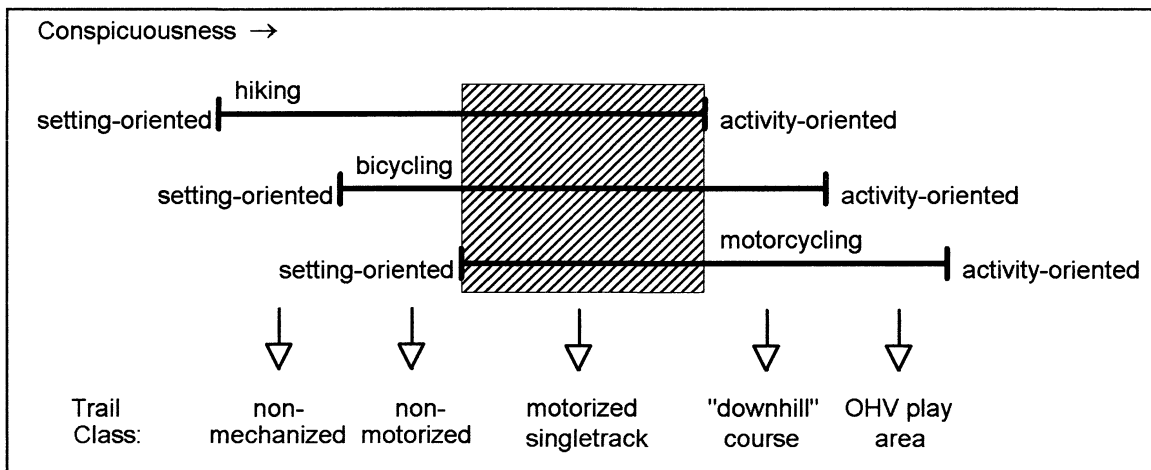 Conspicuousness →
hiking
setting-oriented activity-oriented
bicycling
setting-oriented activity-oriented
motorcycling
setting-oriented activity-oriented
Trail non- non- motorized "downhill" OHV play
Class: mechanized motorized singletrack course area